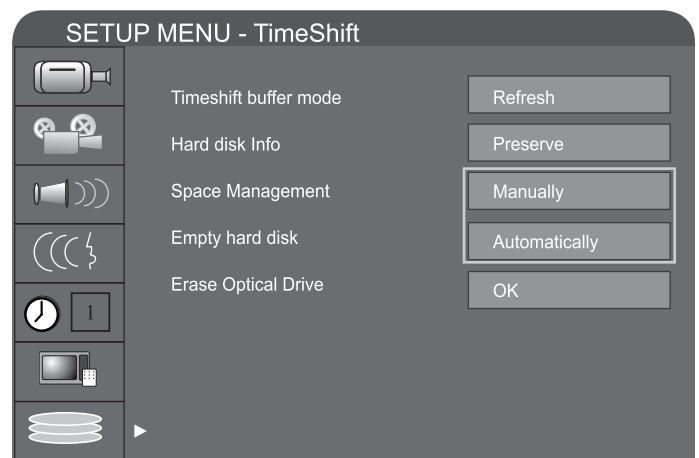 SETUP MENU - TimeShift
Timeshift buffer mode Refresh
Hard disk Info Preserve
Space Management Manually
Empty hard disk Automatically
Erase Optical Drive OK
1